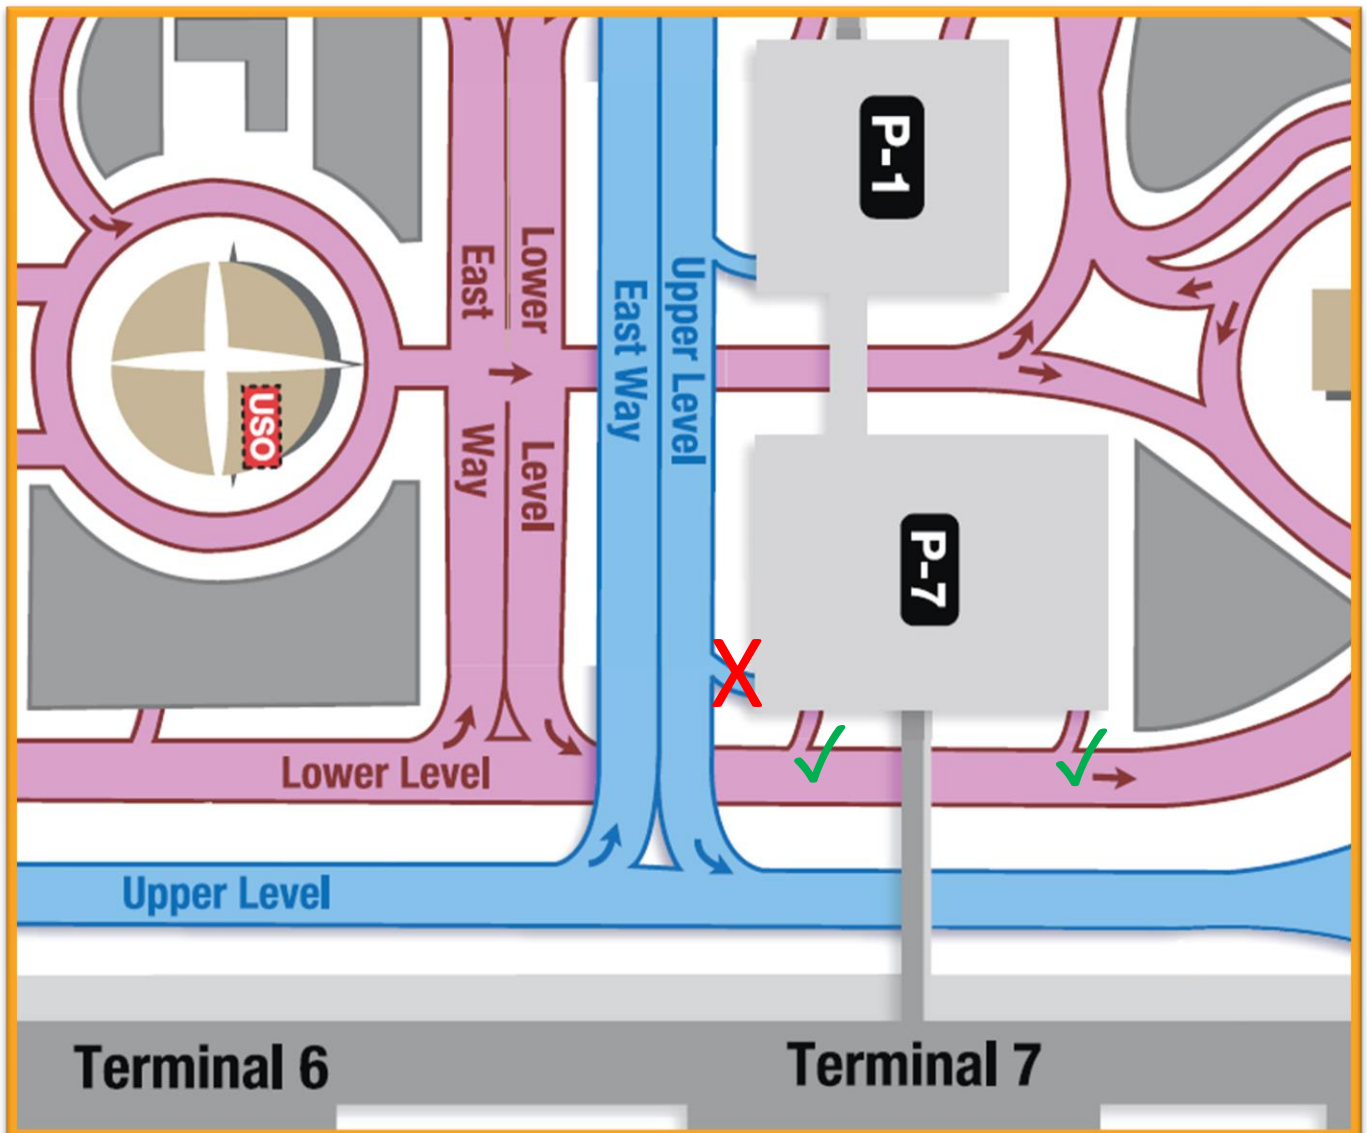 P-1
East Way
Lower Level
East Way
Upper Level
USO
P-7
X
Lower Level
Upper Level
Terminal 6
Terminal 7